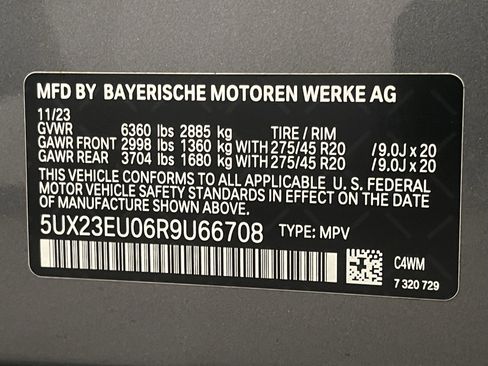 MFD BY BAYERISCHE MOTOREN WERKE AG
11/23
GVWR 6360 lbs 2885 kg TIRE / RIM
GAWR FRONT 2998 lbs 1360 kg WITH 275/45 R20 /9.0J x 20
GAWR REAR 3704 lbs 1680 kg WITH 275/45 R20 /9.0J x 20
THIS VEHICLE CONFORMS TO ALL APPLICABLE U. S. FEDERAL
MOTOR VEHICLE SAFETY STANDARDS IN EFFECT ON THE DATE
OF MANUFACTURE SHOWN ABOVE.
5UX23EU06R9U66708 TYPE: MPV
C4WM
7 320 729